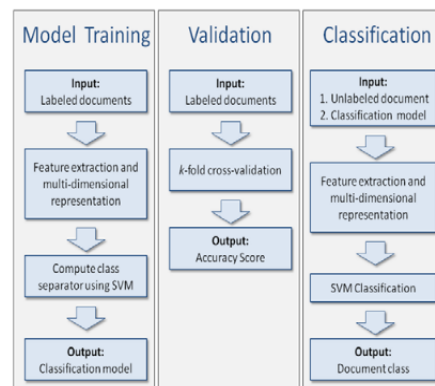 Model Training
Input:
Labeled documents
Feature extraction and
multi-dimensional
representation
Compute class
separator using SVM
Output:
Classification model
Validation
Input:
Labeled documents
k-fold cross-validation
Output:
Accuracy Score
Classification
Input:
1. Unlabeled document
2. Classification model
Feature extraction and
multi-dimensional
representation
SVM Classification
Output:
Document class